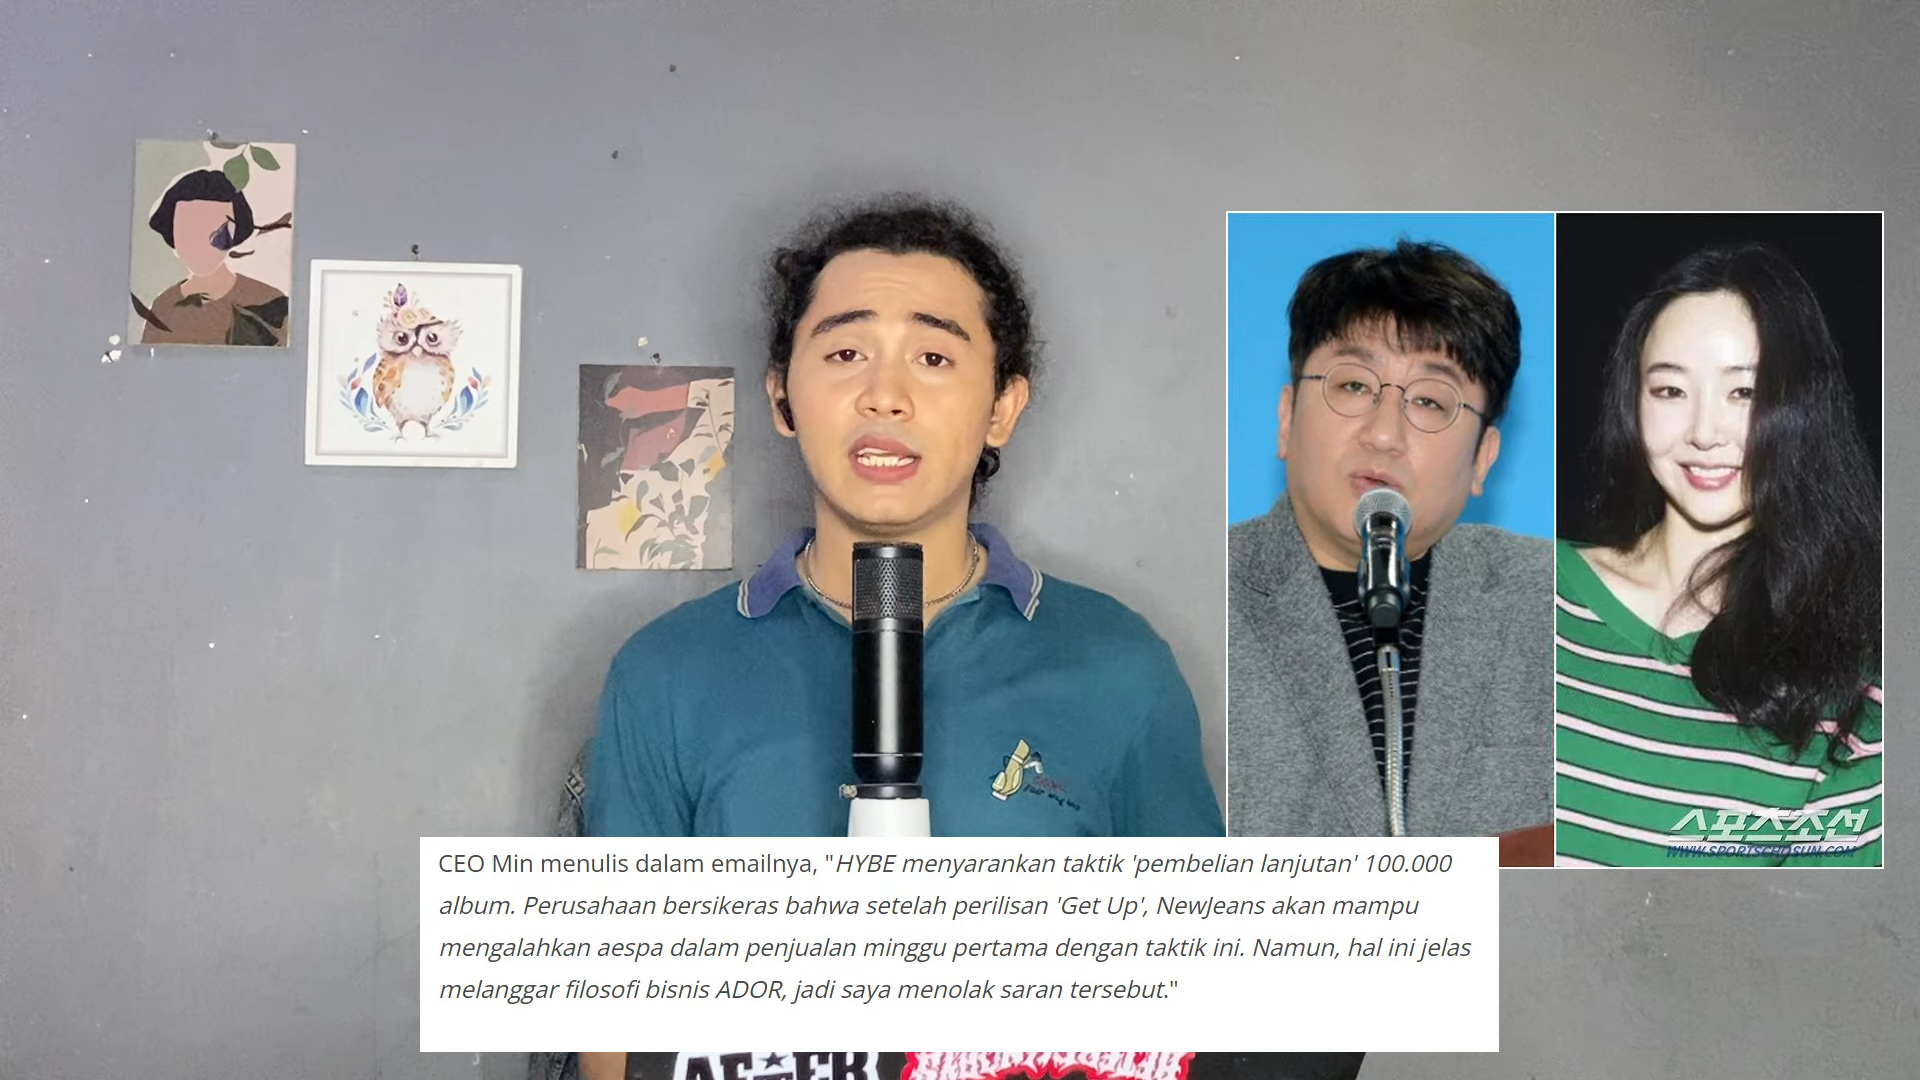 스포츠조선
WWW.SPORTSCHOSUN.COM
CEO Min menulis dalam emailnya, "HYBE menyarankan taktik 'pembelian lanjutan' 100.000
album. Perusahaan bersikeras bahwa setelah perilisan 'Get Up', NewJeans akan mampu
mengalahkan aespa dalam penjualan minggu pertama dengan taktik ini. Namun, hal ini jelas
melanggar filosofi bisnis ADOR, jadi saya menolak saran tersebut."
AFTER